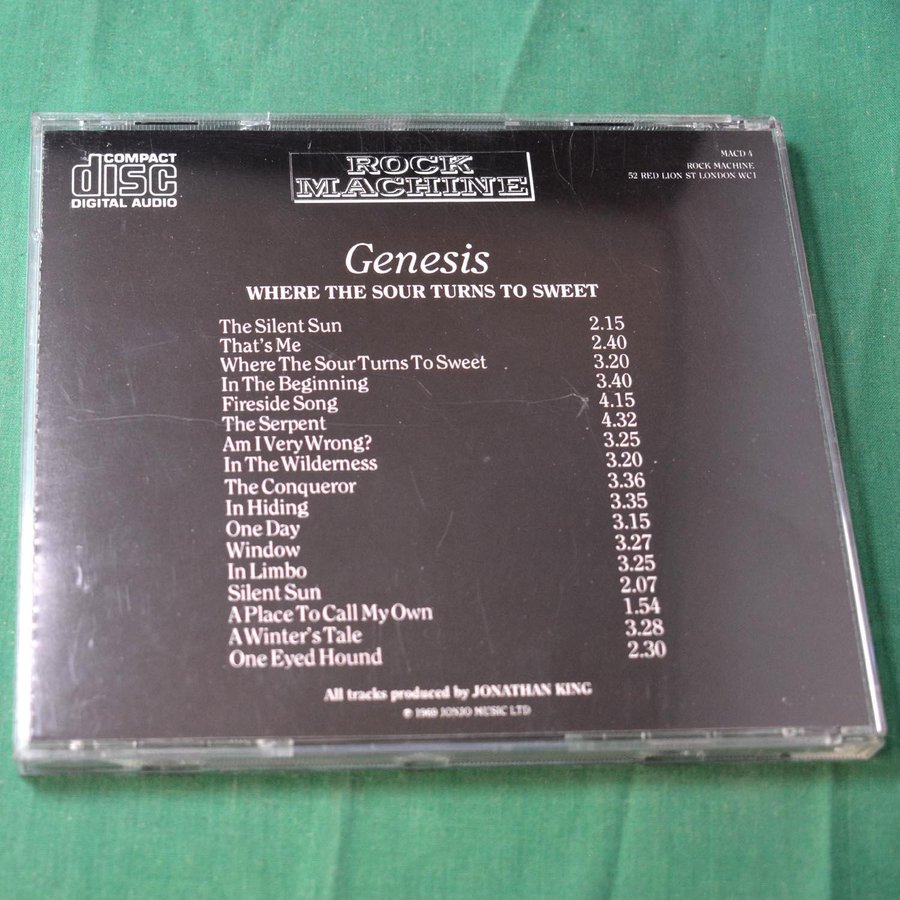 COMPACT
disc
DIGITAL AUDIO
ROCK
MACHINE
MACD 4
ROCK MACHINE
52 RED LION ST LONDON WC1
Genesis
WHERE THE SOUR TURNS TO SWEET
The Silent Sun 2.15
That's Me 2.40
Where The Sour Turns To Sweet 3.20
In The Beginning 3.40
Fireside Song 4.15
The Serpent 4.32
Am I Very Wrong? 3.25
In The Wilderness 3.20
The Conqueror 3.36
In Hiding 3.35
One Day 3.15
Window 3.27
In Limbo 3.25
Silent Sun 2.07
A Place To Call My Own 1.54
A Winter's Tale 3.28
One Eyed Hound 2.30
All tracks produced by JONATHAN KING
℗ 1969 JONJO MUSIC LTD